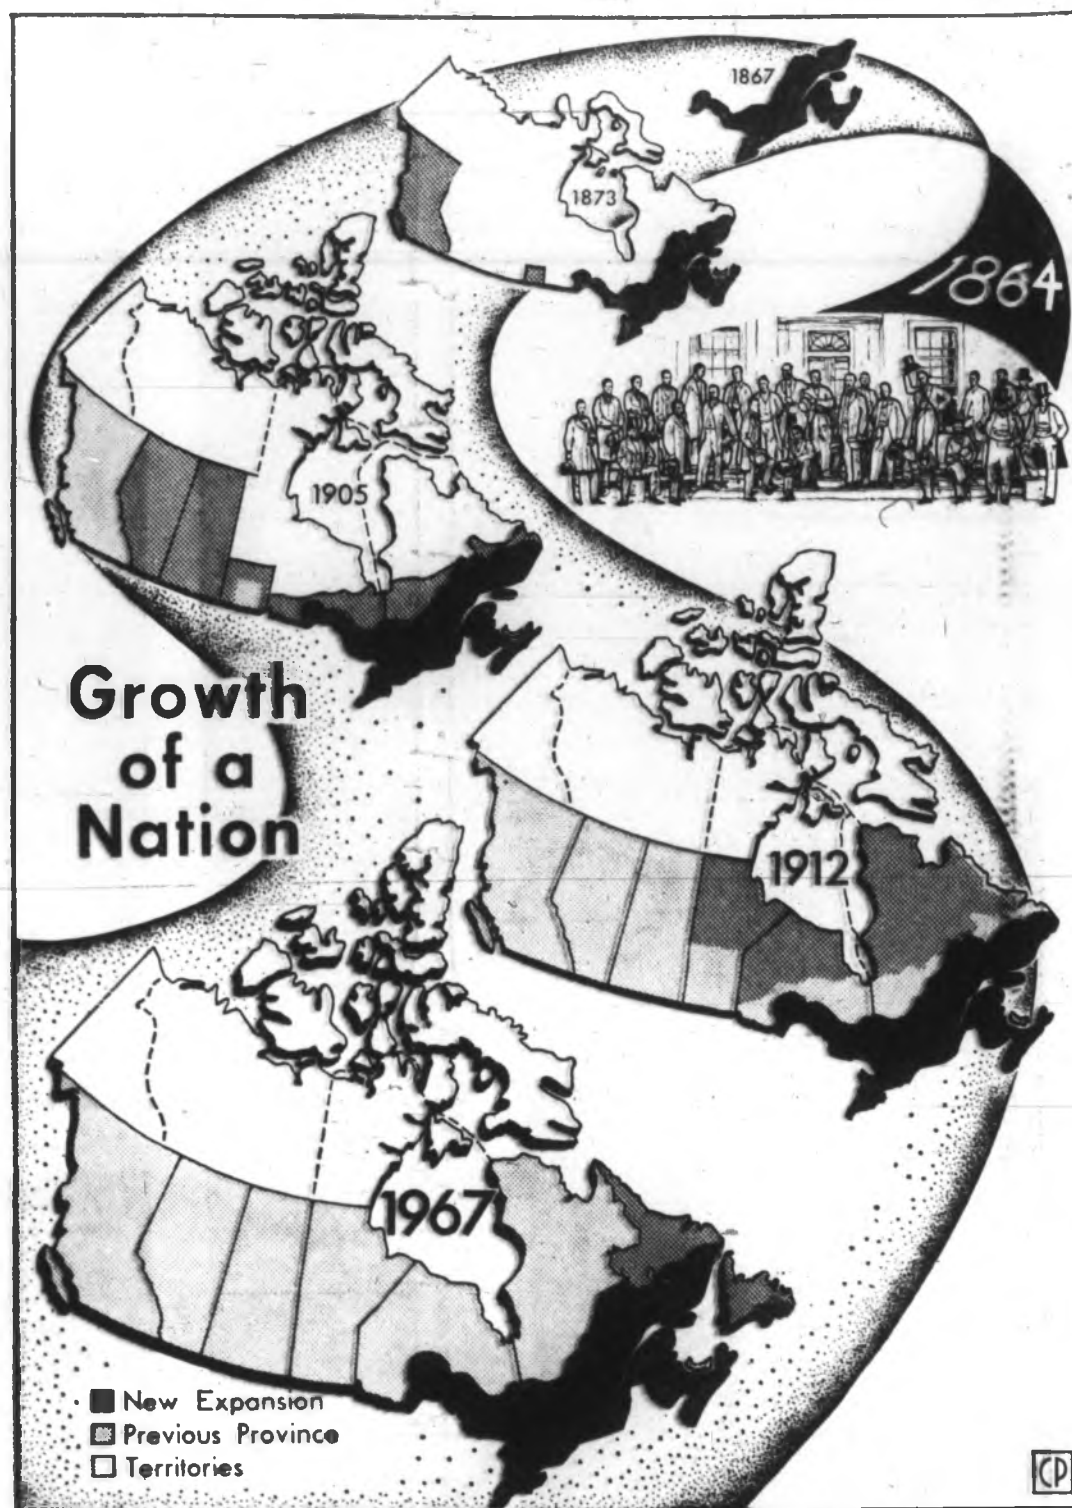 1867
1873
1864
1905
Growth
of a
Nation
1912
1967
New Expansion
Previous Province
Territories
CP